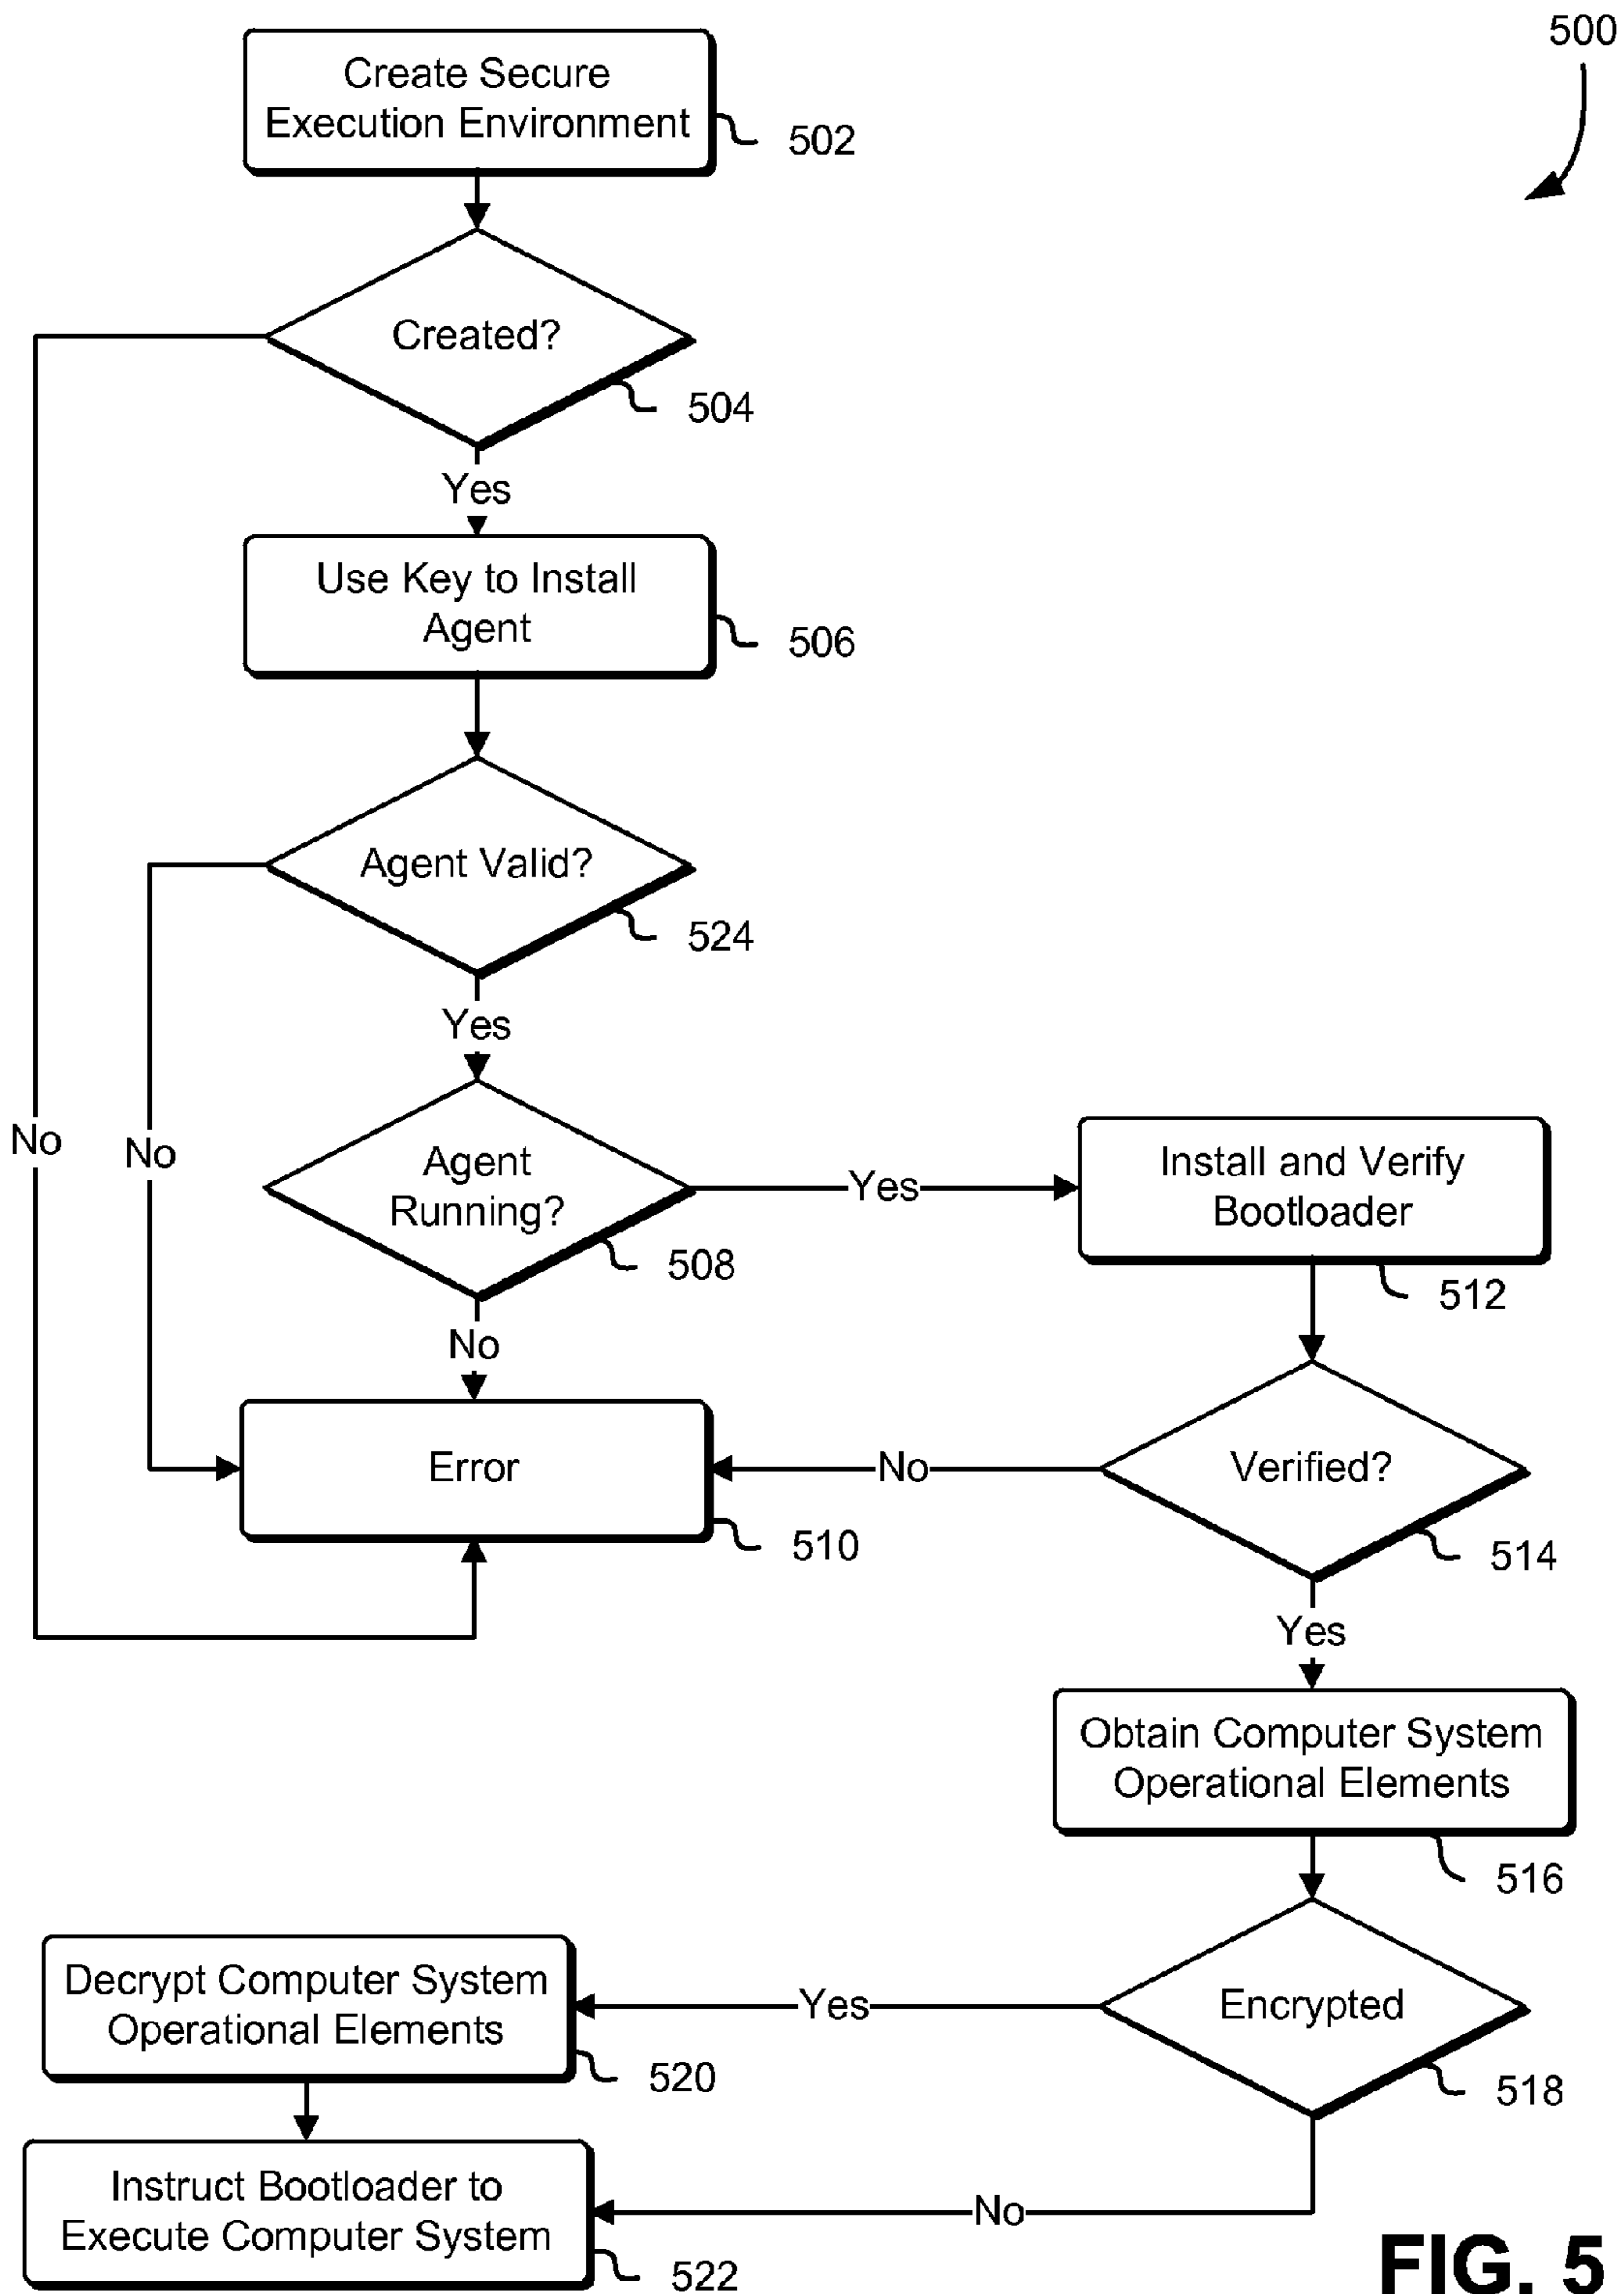 500
Create Secure
Execution Environment
502
Created?
504
Yes
Use Key to Install
Agent
506
Agent Valid?
524
Yes
No
No
Agent
Running?
508
Yes
Install and Verify
Bootloader
512
No
Error
510
No
Verified?
514
Yes
Obtain Computer System
Operational Elements
516
Encrypted
518
Yes
Decrypt Computer System
Operational Elements
520
No
Instruct Bootloader to
Execute Computer System
522
FIG. 5